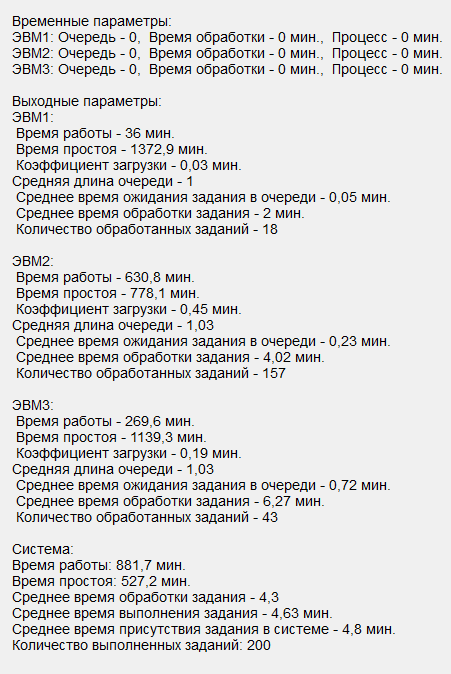 Временные параметры:
ЭВМ1: Очередь - 0, Время обработки - 0 мин., Процесс - 0 мин.
ЭВМ2: Очередь - 0, Время обработки - 0 мин., Процесс - 0 мин.
ЭВМ3: Очередь - 0, Время обработки - 0 мин., Процесс - 0 мин.
Выходные параметры:
ЭВМ1:
Время работы - 36 мин.
Время простоя - 1372,9 мин.
Коэффициент загрузки - 0,03 мин.
Средняя длина очереди - 1
Среднее время ожидания задания в очереди - 0,05 мин.
Среднее время обработки задания - 2 мин.
Количество обработанных заданий - 18
ЭВМ2:
Время работы - 630,8 мин.
Время простоя - 778,1 мин.
Коэффициент загрузки - 0,45 мин.
Средняя длина очереди - 1,03
Среднее время ожидания задания в очереди - 0,23 мин.
Среднее время обработки задания - 4,02 мин.
Количество обработанных заданий - 157
ЭВМ3:
Время работы - 269,6 мин.
Время простоя - 1139,3 мин.
Коэффициент загрузки - 0,19 мин.
Средняя длина очереди - 1,03
Среднее время ожидания задания в очереди - 0,72 мин.
Среднее время обработки задания - 6,27 мин.
Количество обработанных заданий - 43
Система:
Время работы: 881,7 мин.
Время простоя: 527,2 мин.
Среднее время обработки задания - 4,3
Среднее время выполнения задания - 4,63 мин.
Среднее время присутствия задания в системе - 4,8 мин.
Количество выполненных заданий: 200